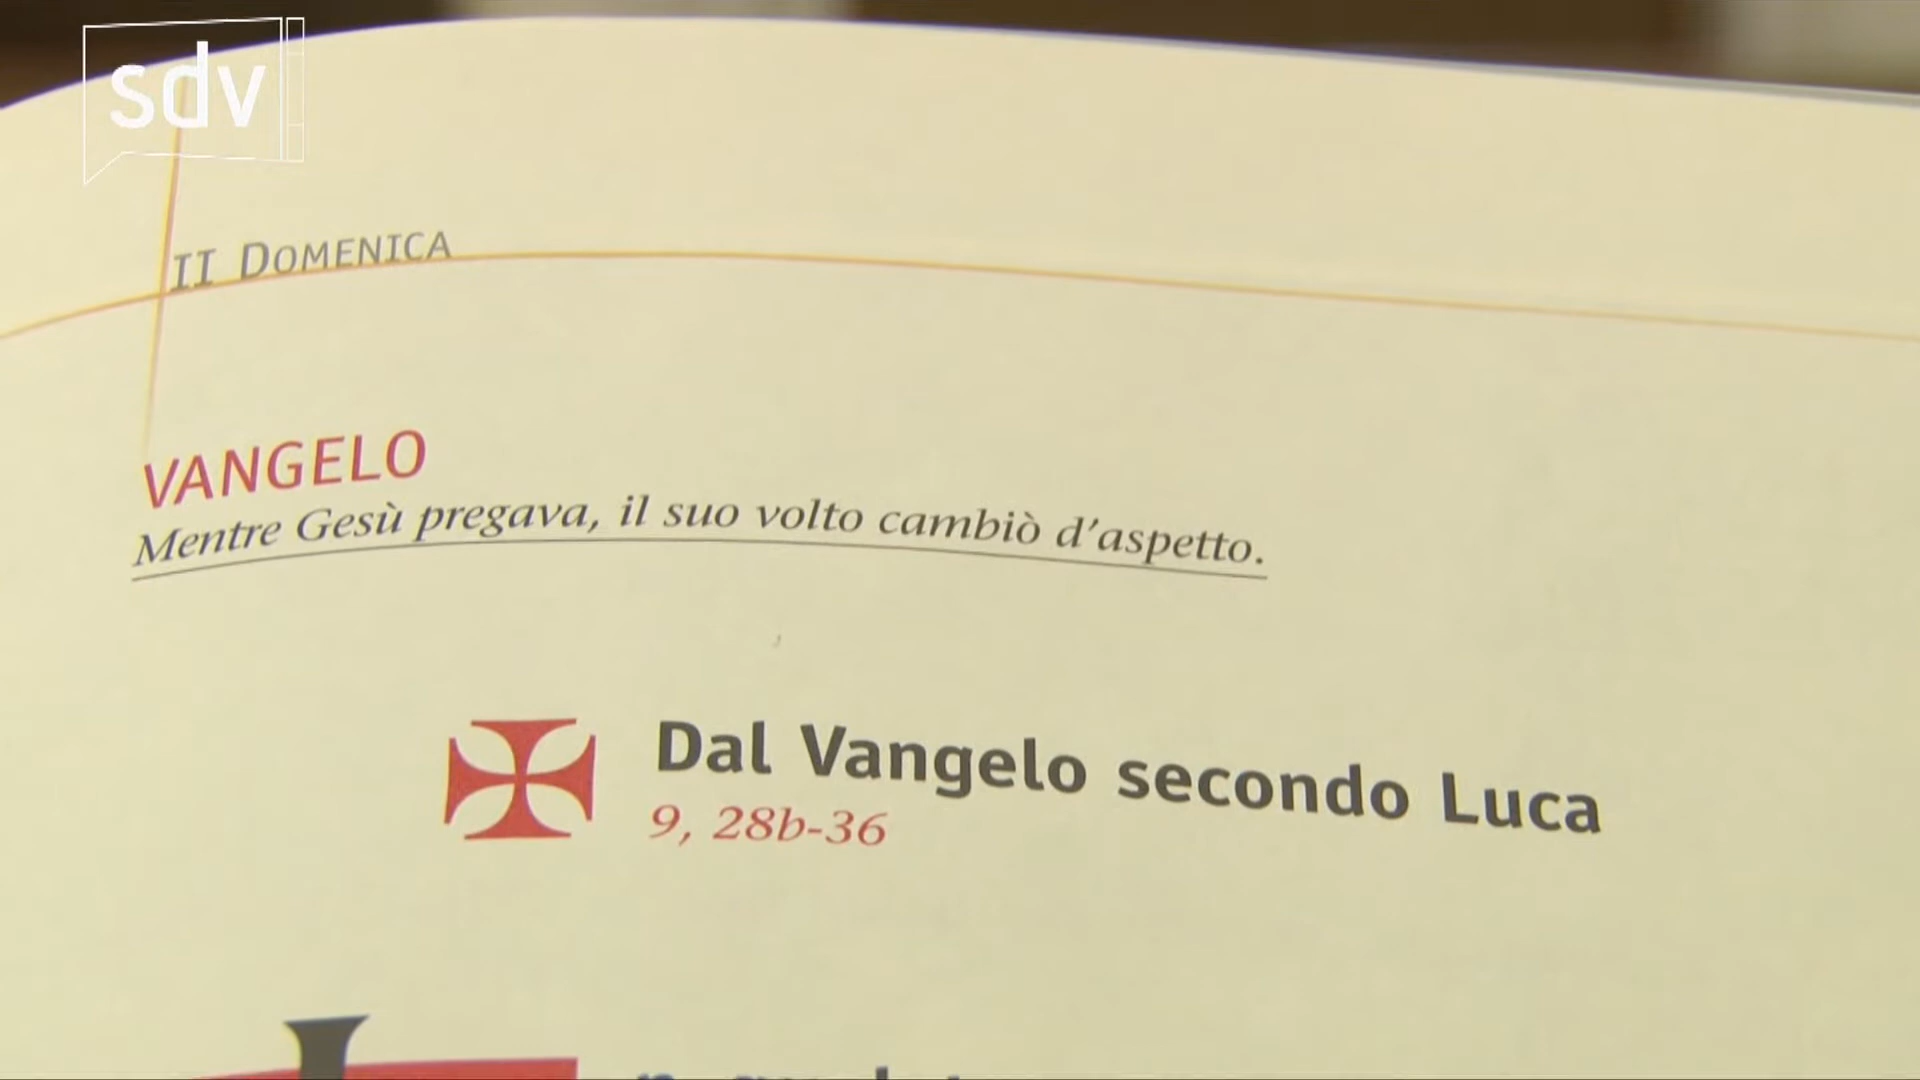 sdv
II DOMENICA
VANGELO
Mentre Gesù pregava, il suo volto cambiò d'aspetto.
Dal Vangelo secondo Luca
9, 28b-36